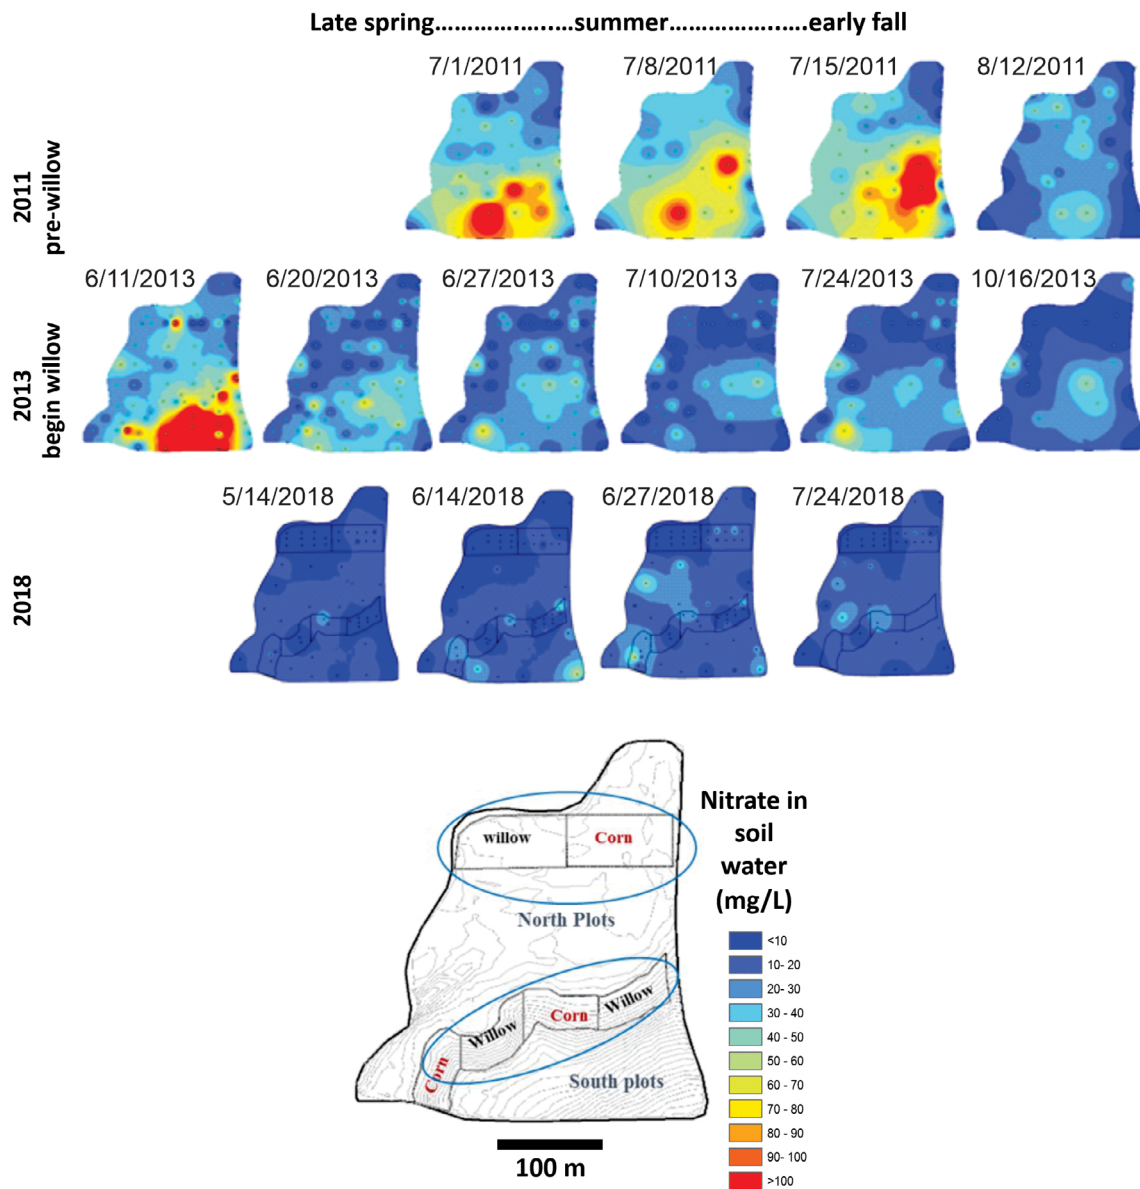 Late spring……………..…summer……………..….early fall
7/1/2011 7/8/2011 7/15/2011 8/12/2011
2011
pre-willow
6/11/2013 6/20/2013 6/27/2013 7/10/2013 7/24/2013 10/16/2013
2013
begin willow
5/14/2018 6/14/2018 6/27/2018 7/24/2018
2018
willow Corn
North Plots
Corn Willow Corn Willow
South plots
100 m
Nitrate in
soil
water
(mg/L)
<10
10- 20
20- 30
30 - 40
40 - 50
50 - 60
60 - 70
70 - 80
80 - 90
90- 100
>100